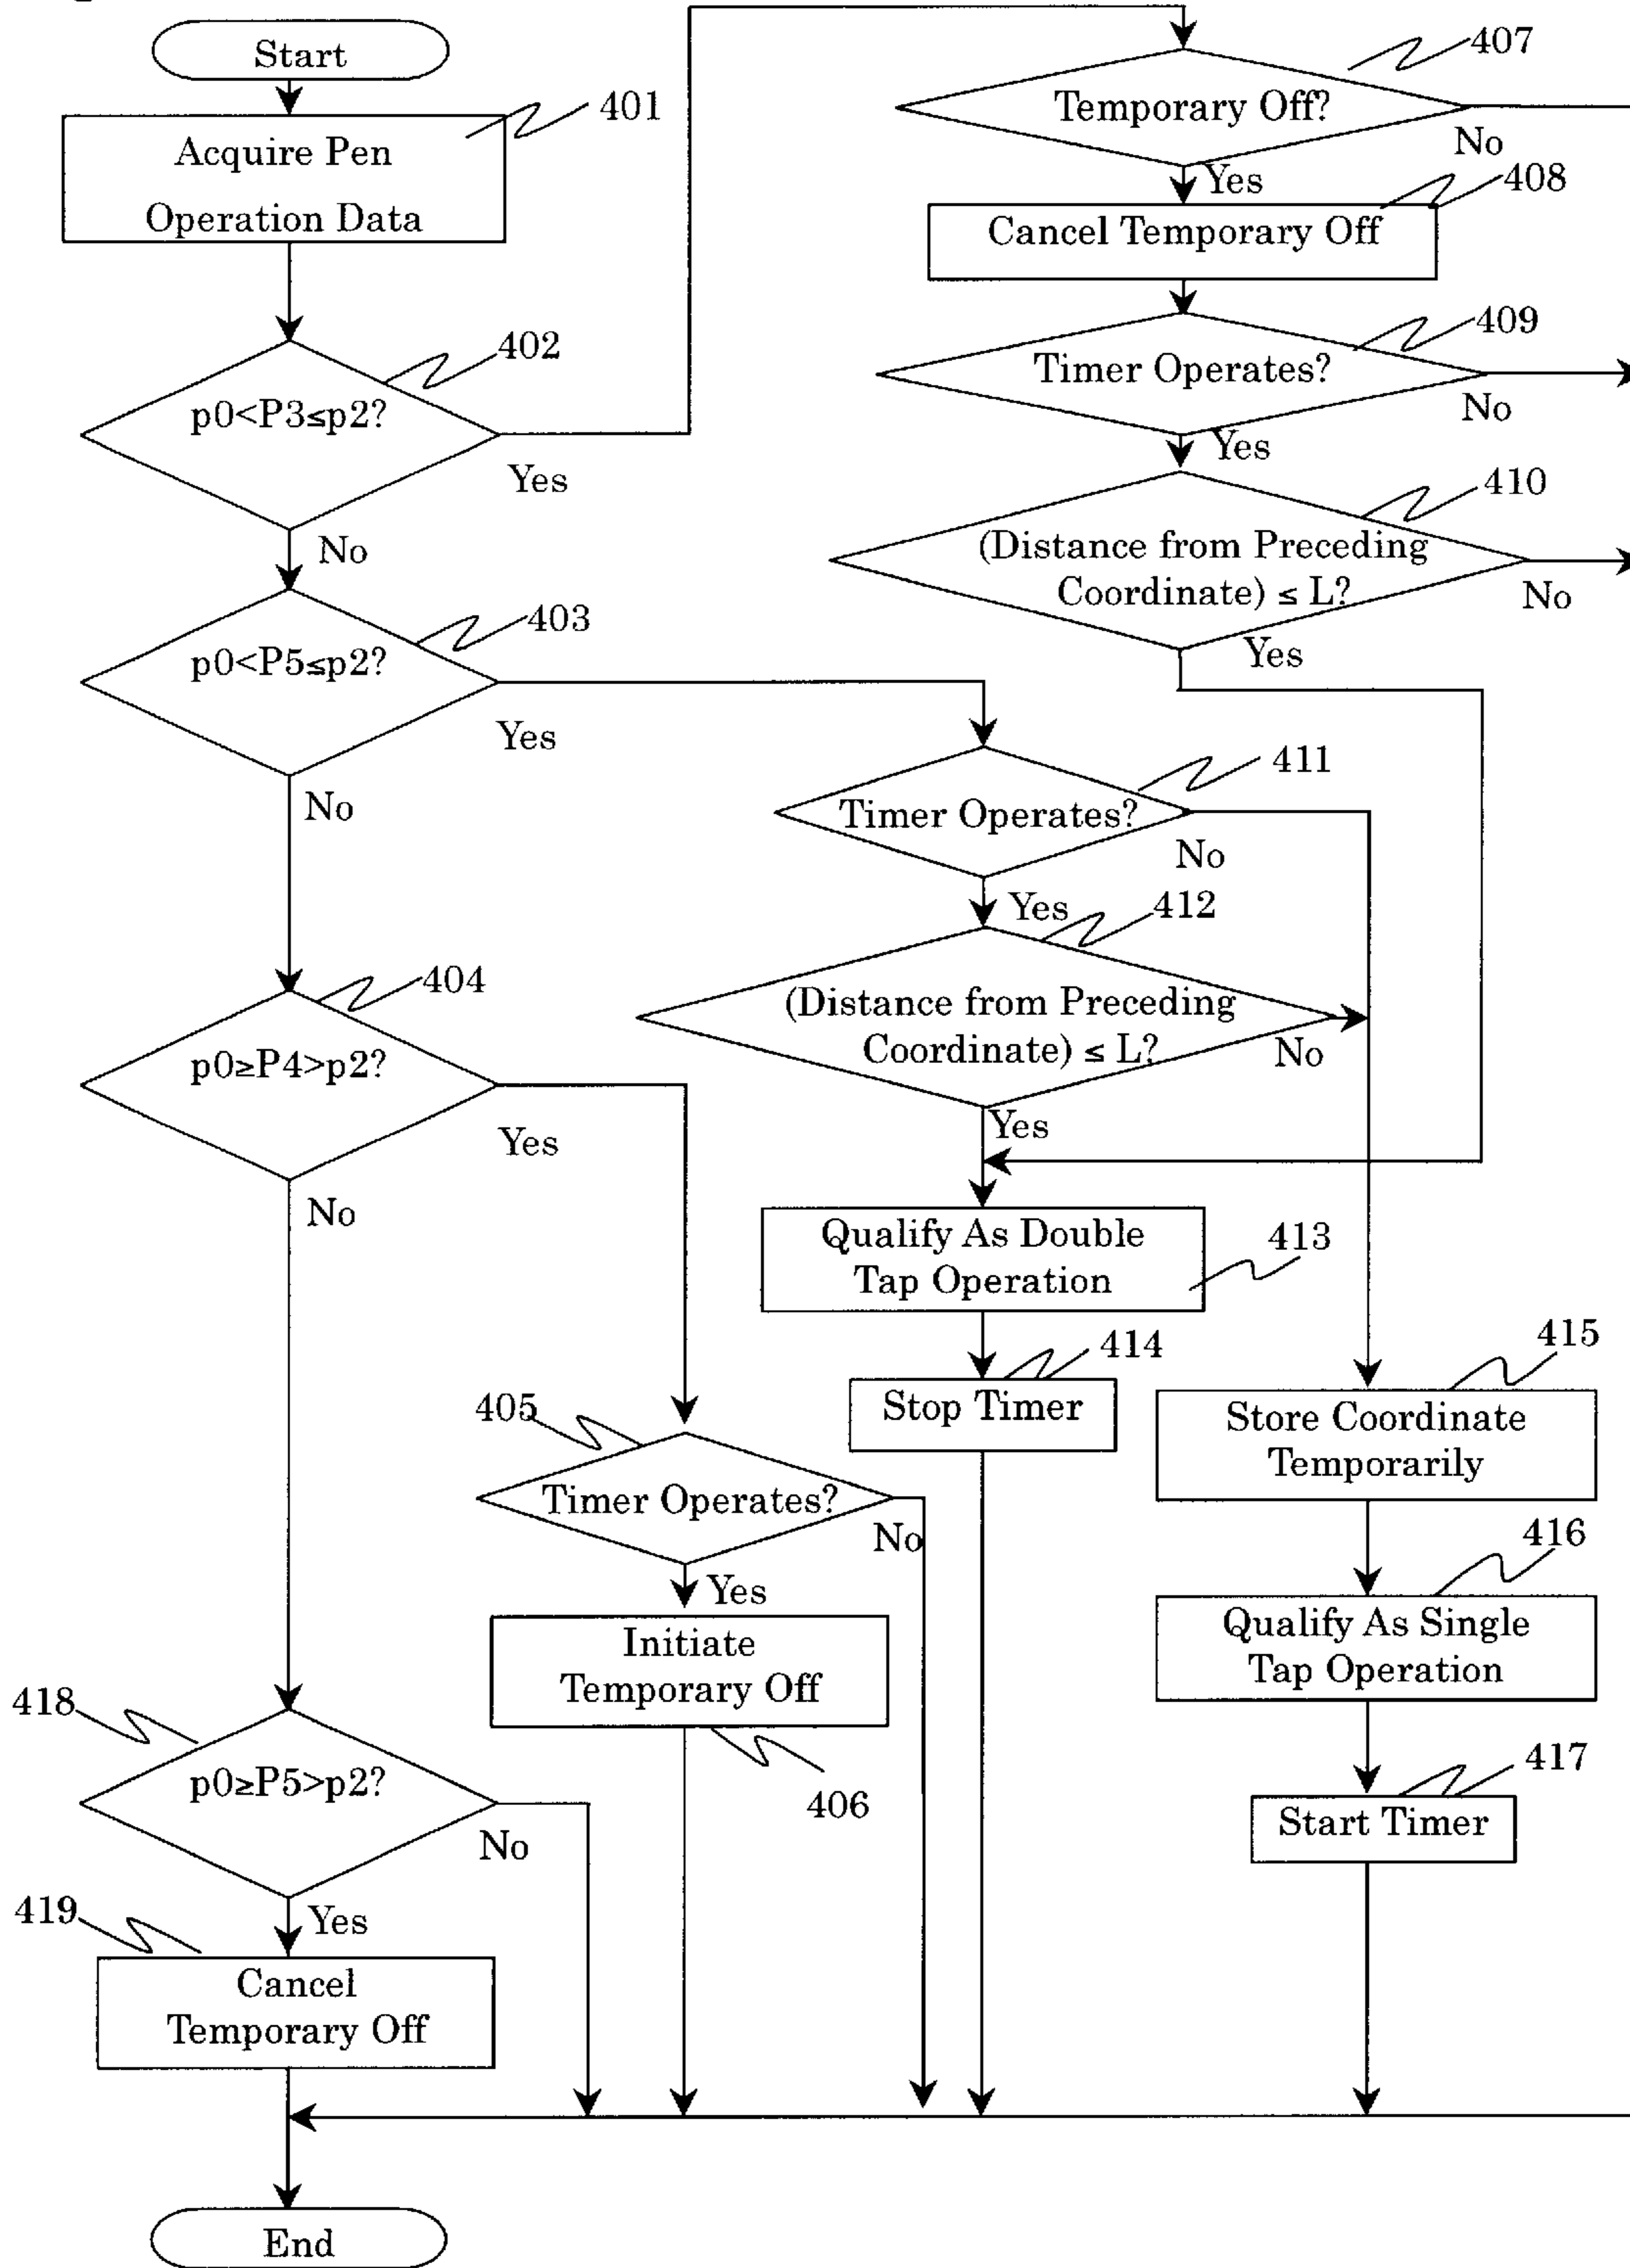 Start
401
Acquire Pen
Operation Data
402
p0<P3≤p2?
Yes
No
403
p0<P5≤p2?
Yes
No
404
p0≥P4>p2?
Yes
No
405
Timer Operates?
No
Yes
Initiate
Temporary Off
406
407
Temporary Off?
No
Yes
408
Cancel Temporary Off
409
Timer Operates?
No
Yes
410
(Distance from Preceding
Coordinate) ≤ L?
No
Yes
411
Timer Operates?
No
Yes
412
(Distance from Preceding
Coordinate) ≤ L?
No
Yes
Qualify As Double
Tap Operation
413
414
Stop Timer
415
Store Coordinate
Temporarily
416
Qualify As Single
Tap Operation
417
Start Timer
418
p0≥P5>p2?
No
Yes
419
Cancel
Temporary Off
End